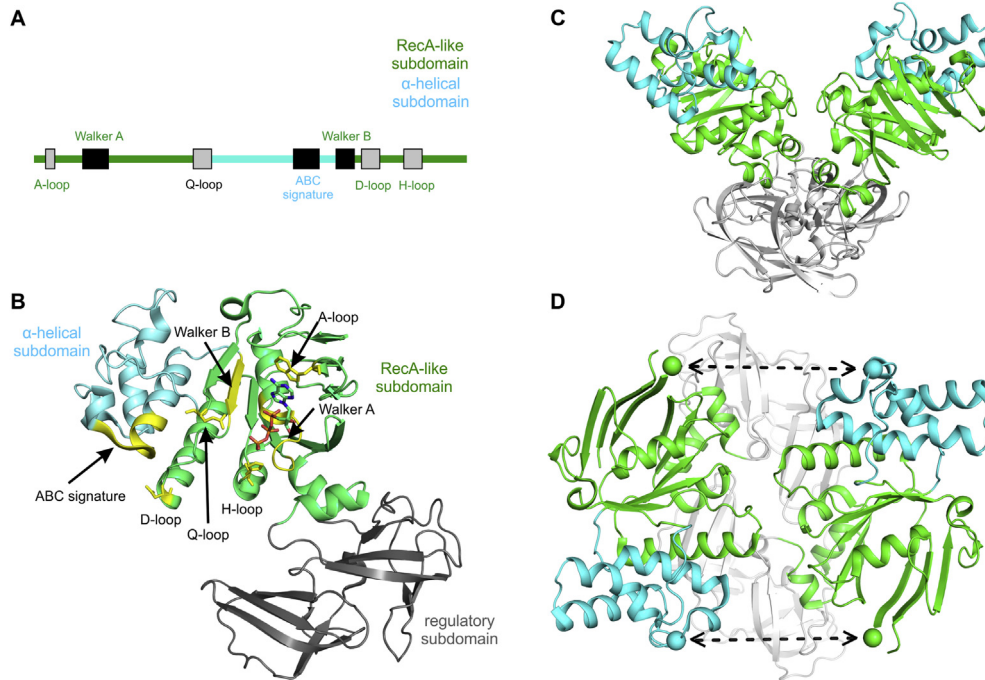 A
RecA-like
subdomain
α-helical
subdomain
Walker A
Walker B
A-loop
Q-loop
ABC
signature
D-loop
H-loop
B
α-helical
subdomain
Walker B
A-loop
RecA-like
subdomain
Walker A
ABC signature
D-loop
Q-loop
H-loop
regulatory
subdomain
C
D